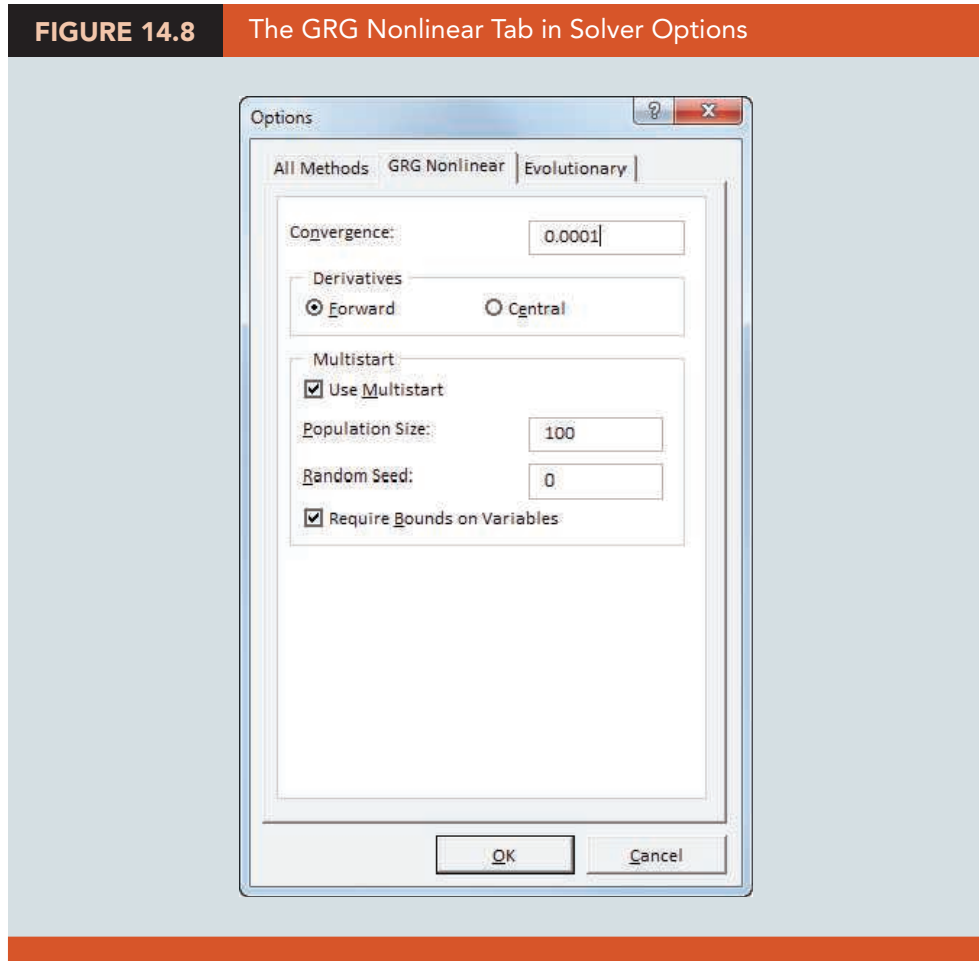 FIGURE 14.8 The GRG Nonlinear Tab in Solver Options
Options
? x
All Methods GRG Nonlinear Evolutionary
Convergence: 0.0001
Derivatives
Forward Central
Multistart
Use Multistart
Population Size: 100
Random Seed: 0
Require Bounds on Variables
OK Cancel